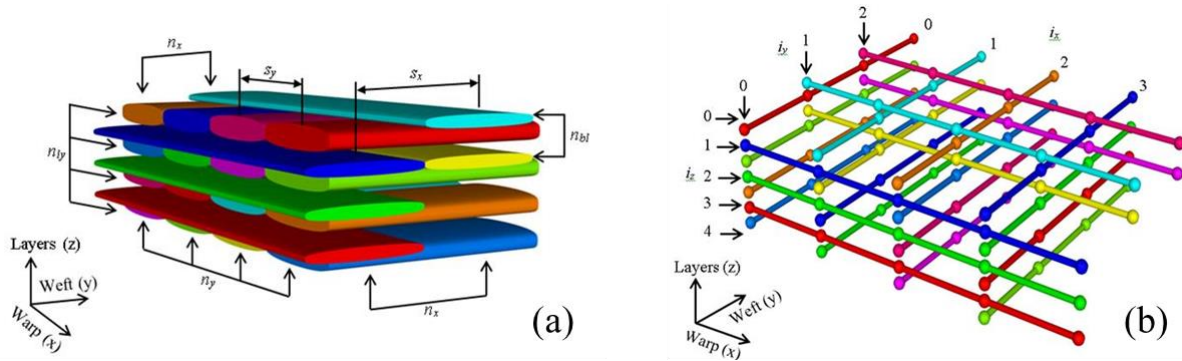 n_x
s_y
s_x
n_ly
n_bl
n_y
n_x
Layers (z)
Weft (y)
Warp (x)
(a)
2
0
i_y
1
1
i_x
2
0
3
0
1
i_z
2
3
4
Layers (z)
Weft (y)
Warp (x)
(b)